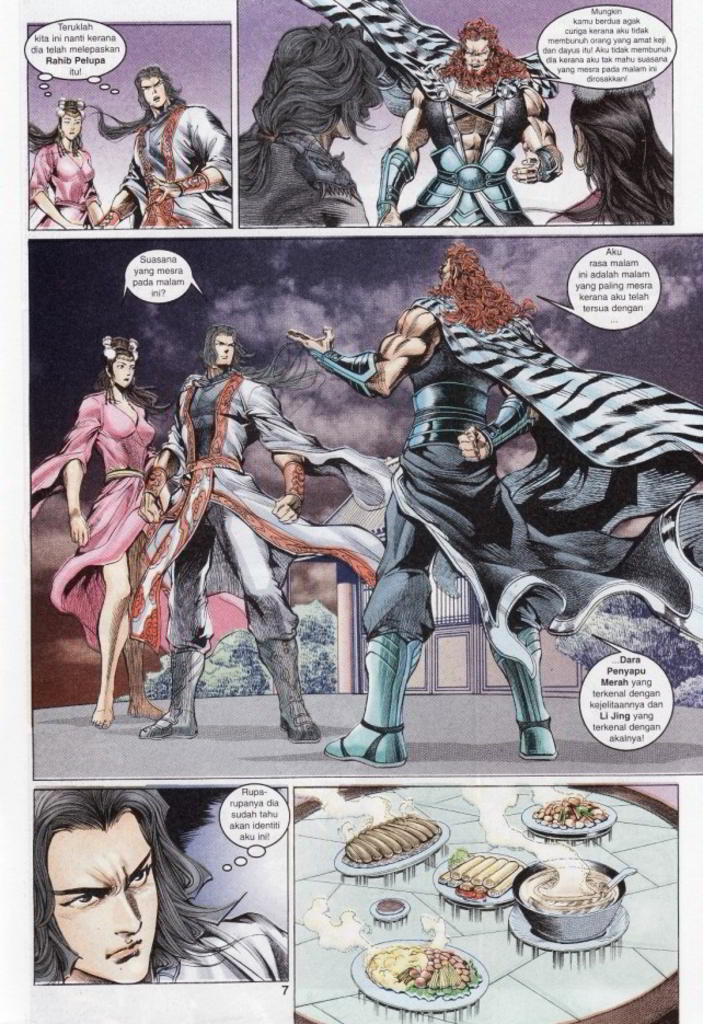 Teruklah
kita ini nanti kerana
dia telah melepaskan
Rahib Pelupa
itu!
Mungkin
kamu berdua agak
curiga kerana aku tidak
membunuh orang yang amat keji
dan dayus itu! Aku tidak membunuh
dia kerana aku tak mahu suasana
yang mesra pada malam ini
dirosakkan!
Suasana
yang mesra
pada malam
ini?
Aku
rasa malam
ini adalah malam
yang paling mesra
kerana aku telah
tersua dengan
...
...Dara
Penyapu
Merah yang
terkenal dengan
kejelitaannya dan
Li Jing yang
terkenal dengan
akalnya!
Rupa-
rupanya dia
sudah tahu
akan identiti
aku ini!
7